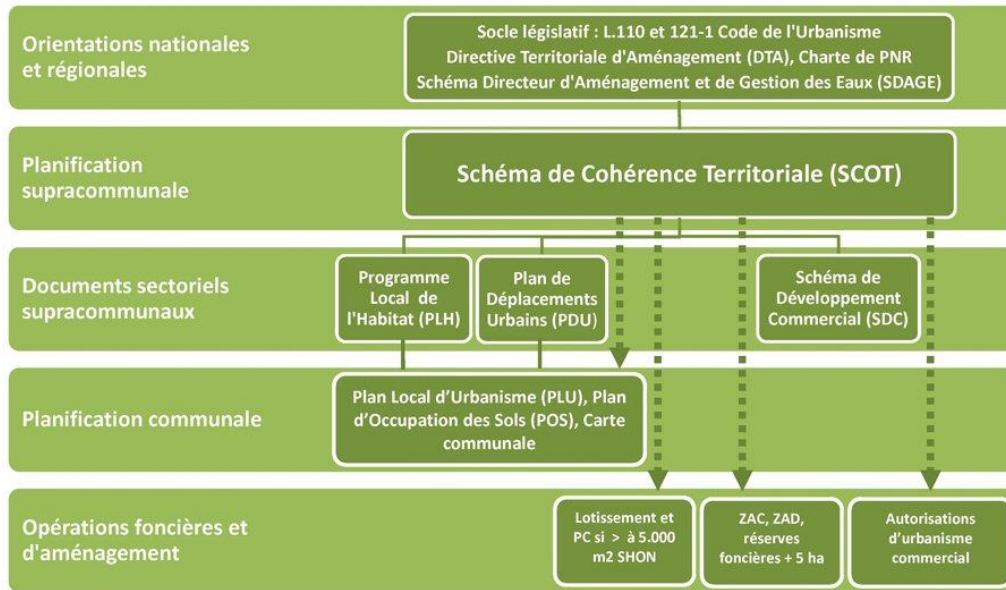 Orientations nationales
et régionales
Socle législatif : L.110 et 121-1 Code de l'Urbanisme
Directive Territoriale d'Aménagement (DTA), Charte de PNR
Schéma Directeur d'Aménagement et de Gestion des Eaux (SDAGE)
Planification
supracommunale
Schéma de Cohérence Territoriale (SCOT)
Documents sectoriels
supracommunaux
Programme
Local de
l'Habitat (PLH)
Plan de
Déplacements
Urbains (PDU)
Schéma de
Développement
Commercial (SDC)
Planification communale
Plan Local d’Urbanisme (PLU), Plan
d’Occupation des Sols (POS), Carte
communale
Opérations foncières et
d'aménagement
Lotissement et
PC si > à 5.000
m2 SHON
ZAC, ZAD,
réserves
foncières + 5 ha
Autorisations
d’urbanisme
commercial